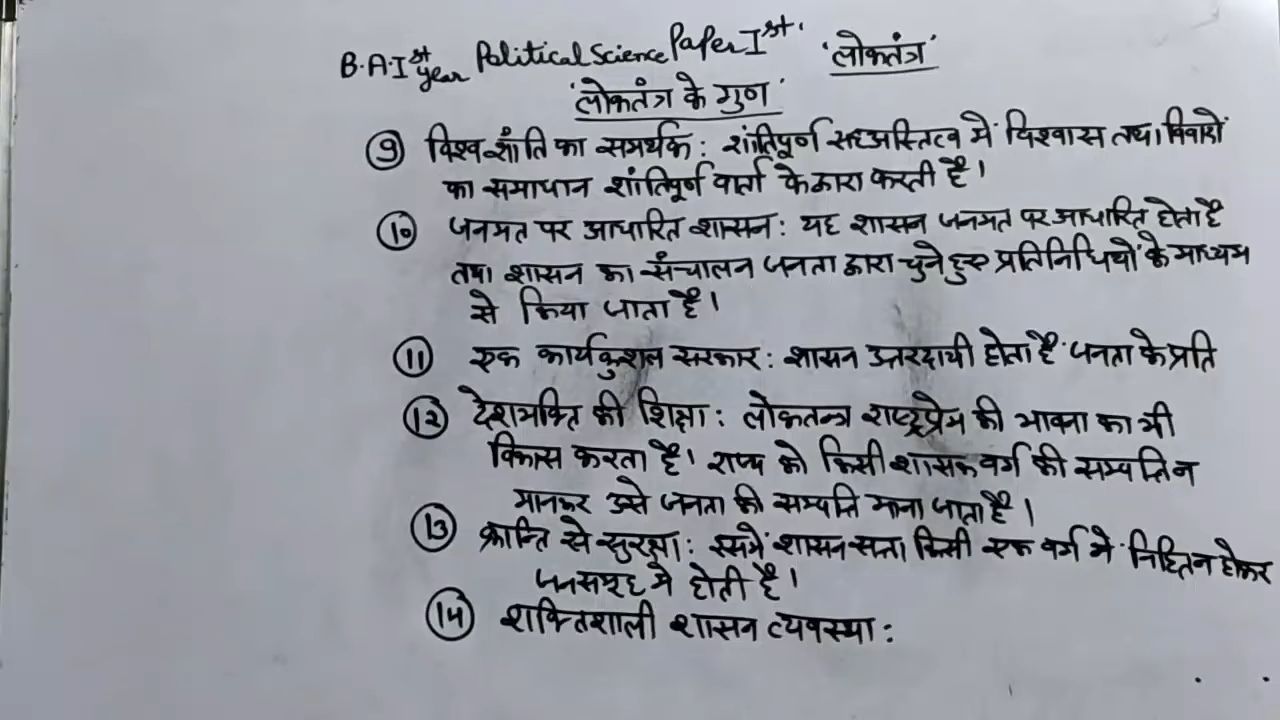 B.A. Ist year Political Science Paper Ist. 'लोकतंत्र'
'लोकतंत्र के गुण'
9 विश्व शांति का समर्थक: शांतिपूर्ण सहअस्तित्व में विश्वास तथा विवादों
का समाधान शांतिपूर्ण वार्ता के द्वारा करती है।
10 जनमत पर आधारित शासन: यह शासन जनमत पर आधारित होता है
तथा शासन का संचालन जनता द्वारा चुने हुए प्रतिनिधियों के माध्यम
से किया जाता है।
11 एक कार्यकुशल सरकार: शासन उत्तरदायी होता है जनता के प्रति
12 देशभक्ति की शिक्षा: लोकतन्त्र राष्ट्रप्रेम की भावना का भी
विकास करता है। राज्य को किसी शासक वर्ग की सम्पत्ति न
मानकर उसे जनता की सम्पत्ति माना जाता है।
13 क्रान्ति से सुरक्षा: इसमें शासन सत्ता किसी एक वर्ग में निहित न होकर
जनसमूह में होती है।
14 शक्तिशाली शासन व्यवस्था: